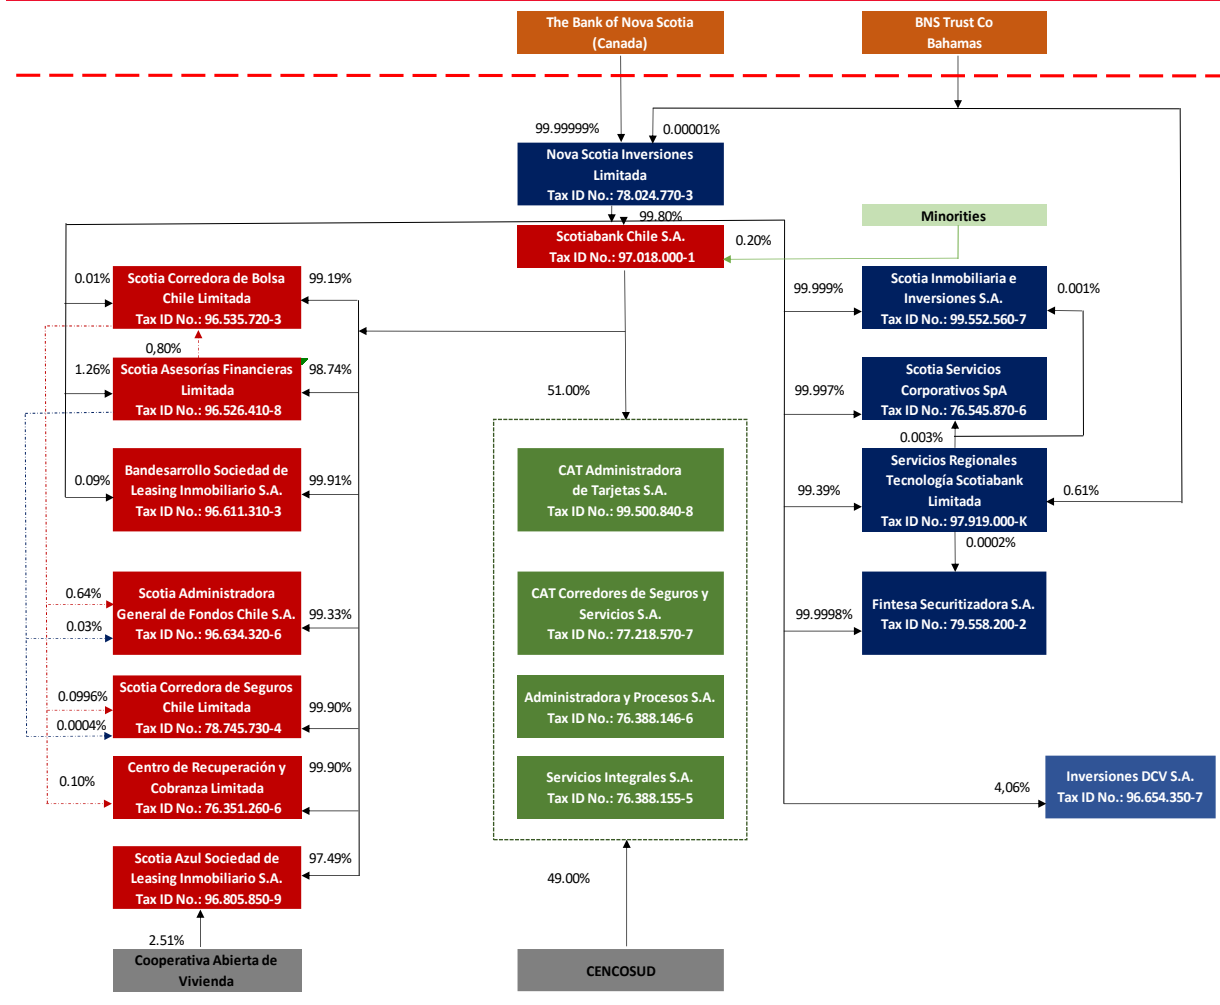 The Bank of Nova Scotia
(Canada)
BNS Trust Co
Bahamas
99.99999%
0.00001%
Nova Scotia Inversiones
Limitada
Tax ID No.: 78.024.770-3
99.80%
Scotiabank Chile S.A.
Tax ID No.: 97.018.000-1
Minorities
0.20%
0.01%
Scotia Corredora de Bolsa
Chile Limitada
Tax ID No.: 96.535.720-3
99.19%
0,80%
1.26%
Scotia Asesorías Financieras
Limitada
Tax ID No.: 96.526.410-8
98.74%
0.09%
Bandesarrollo Sociedad de
Leasing Inmobiliario S.A.
Tax ID No.: 96.611.310-3
99.91%
0.64%
0.03%
Scotia Administradora
General de Fondos Chile S.A.
Tax ID No.: 96.634.320-6
99.33%
0.0996%
0.0004%
Scotia Corredora de Seguros
Chile Limitada
Tax ID No.: 78.745.730-4
99.90%
0.10%
Centro de Recuperación y
Cobranza Limitada
Tax ID No.: 76.351.260-6
99.90%
Scotia Azul Sociedad de
Leasing Inmobiliario S.A.
Tax ID No.: 96.805.850-9
97.49%
2.51%
Cooperativa Abierta de
Vivienda
51.00%
CAT Administradora
de Tarjetas S.A.
Tax ID No.: 99.500.840-8
CAT Corredores de Seguros y
Servicios S.A.
Tax ID No.: 77.218.570-7
Administradora y Procesos S.A.
Tax ID No.: 76.388.146-6
Servicios Integrales S.A.
Tax ID No.: 76.388.155-5
49.00%
CENCOSUD
99.999%
Scotia Inmobiliaria e
Inversiones S.A.
Tax ID No.: 99.552.560-7
0.001%
99.997%
Scotia Servicios
Corporativos SpA
Tax ID No.: 76.545.870-6
0.003%
99.39%
Servicios Regionales
Tecnología Scotiabank
Limitada
Tax ID No.: 97.919.000-K
0.61%
0.0002%
99.9998%
Fintesa Securitizadora S.A.
Tax ID No.: 79.558.200-2
4,06%
Inversiones DCV S.A.
Tax ID No.: 96.654.350-7